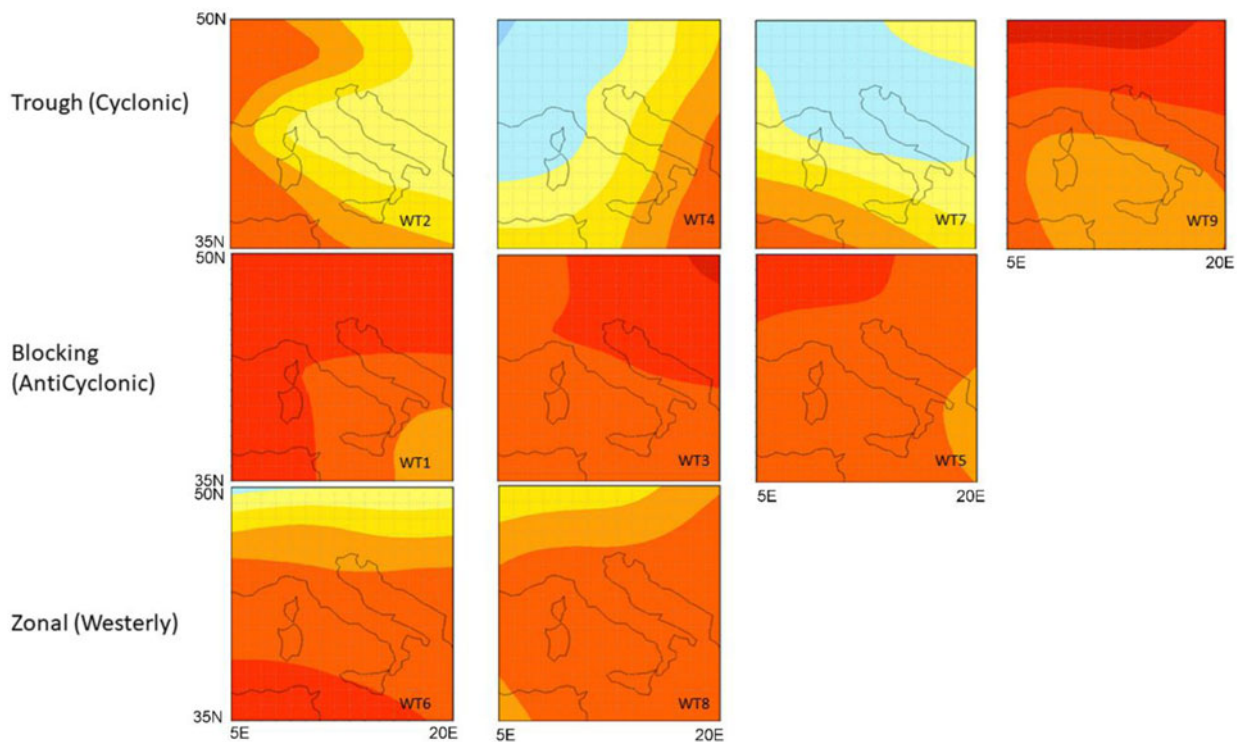 50N
Trough (Cyclonic)
WT2
WT4
WT7
WT9
35N
5E
20E
50N
Blocking
(AntiCyclonic)
WT1
WT3
WT5
35N
5E
20E
50N
Zonal (Westerly)
WT6
WT8
35N
5E
20E
5E
20E